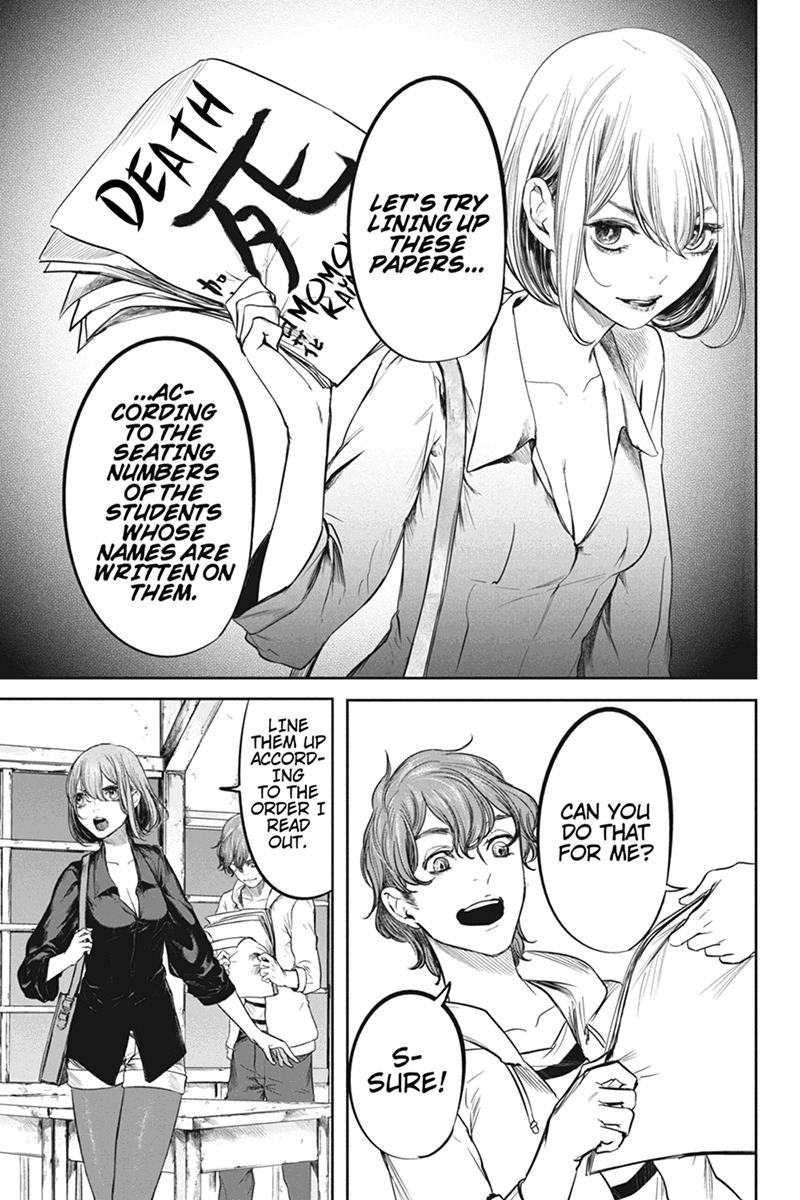 LET'S TRY
LINING UP
THESE
PAPERS...
DEATH
死
...AC-
CORDING
TO THE
SEATING
NUMBERS
OF THE
STUDENTS
WHOSE
NAMES ARE
WRITTEN ON
THEM.
CAN YOU
DO THAT
FOR ME?
S-
SURE!
LINE
THEM UP
ACCORD-
ING
TO THE
ORDER I
READ
OUT.